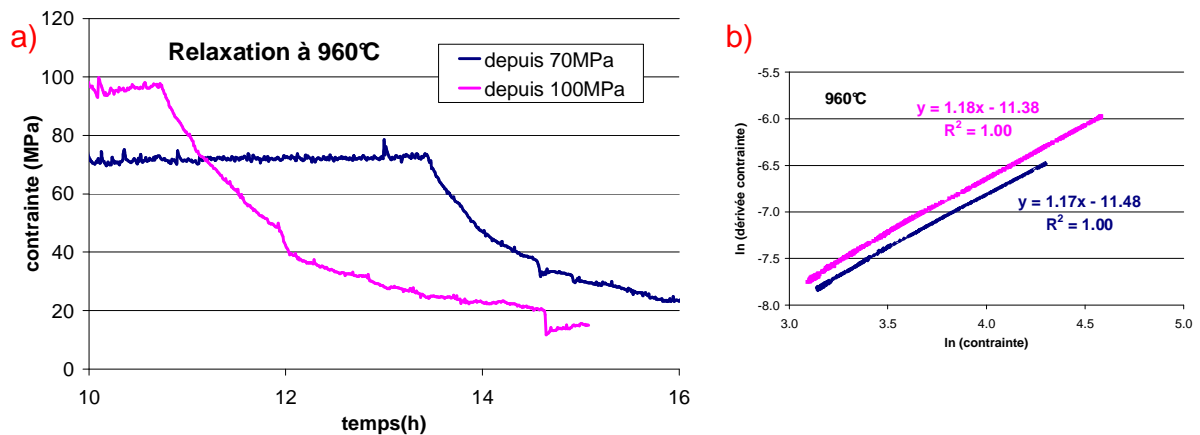 a)
Relaxation à 960°C
depuis 70MPa
depuis 100MPa
contrainte (MPa)
120
100
80
60
40
20
0
10
12
14
16
temps(h)
b)
960°C
y = 1.18x - 11.38
R² = 1.00
y = 1.17x - 11.48
R² = 1.00
ln (dérivée contrainte)
-5.5
-6.0
-6.5
-7.0
-7.5
-8.0
3.0
3.5
4.0
4.5
5.0
ln (contrainte)